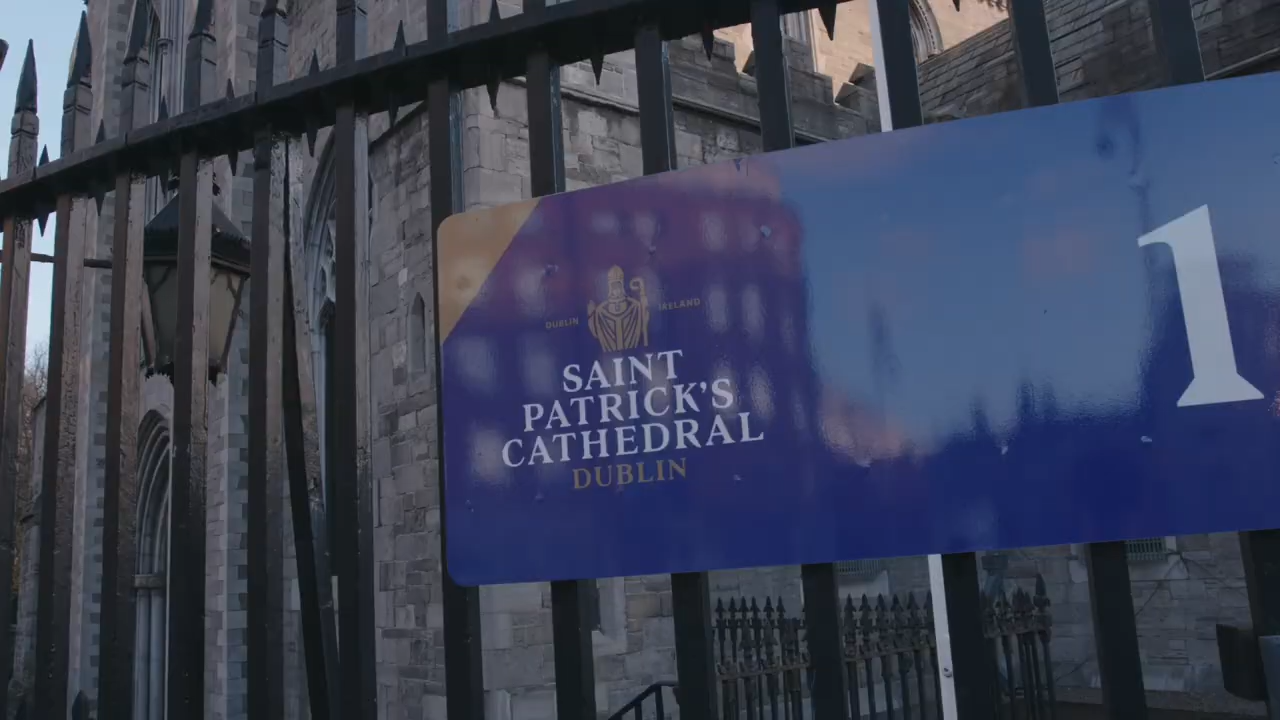 DUBLIN IRELAND
SAINT
PATRICK'S
CATHEDRAL
DUBLIN
1